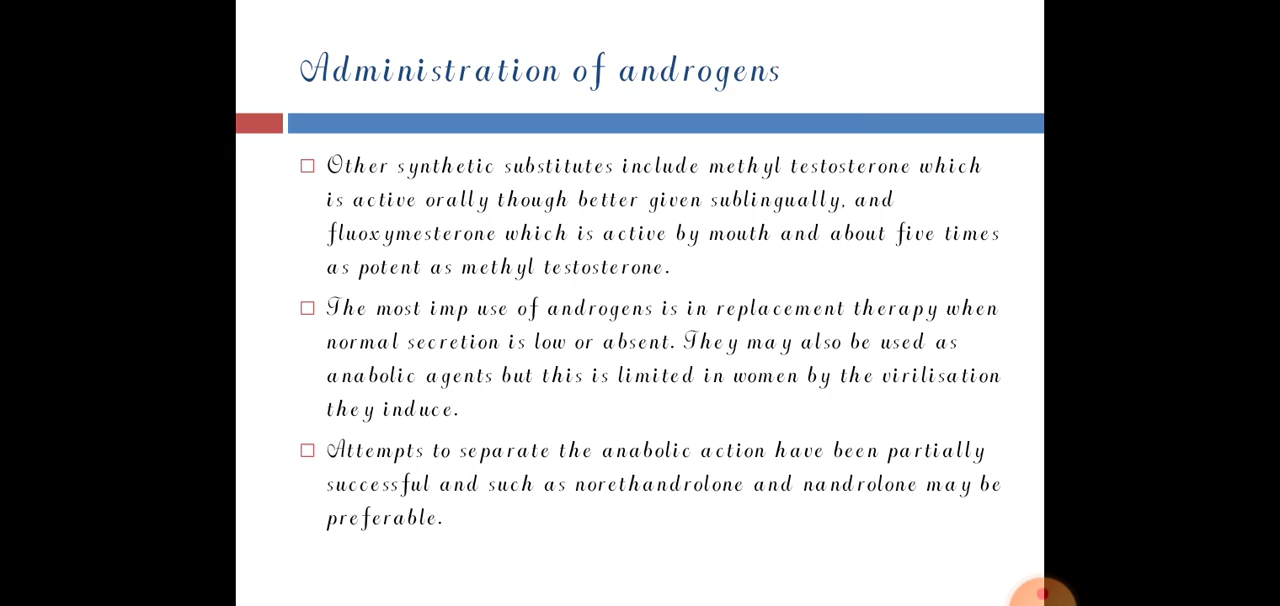 Administration of androgens
Other synthetic substitutes include methyl testosterone which
is active orally though better given sublingually, and
fluoxymesterone which is active by mouth and about five times
as potent as methyl testosterone.
The most imp use of androgens is in replacement therapy when
normal secretion is low or absent. They may also be used as
anabolic agents but this is limited in women by the virilisation
they induce.
Attempts to separate the anabolic action have been partially
successful and such as norethandrolone and nandrolone may be
preferable.